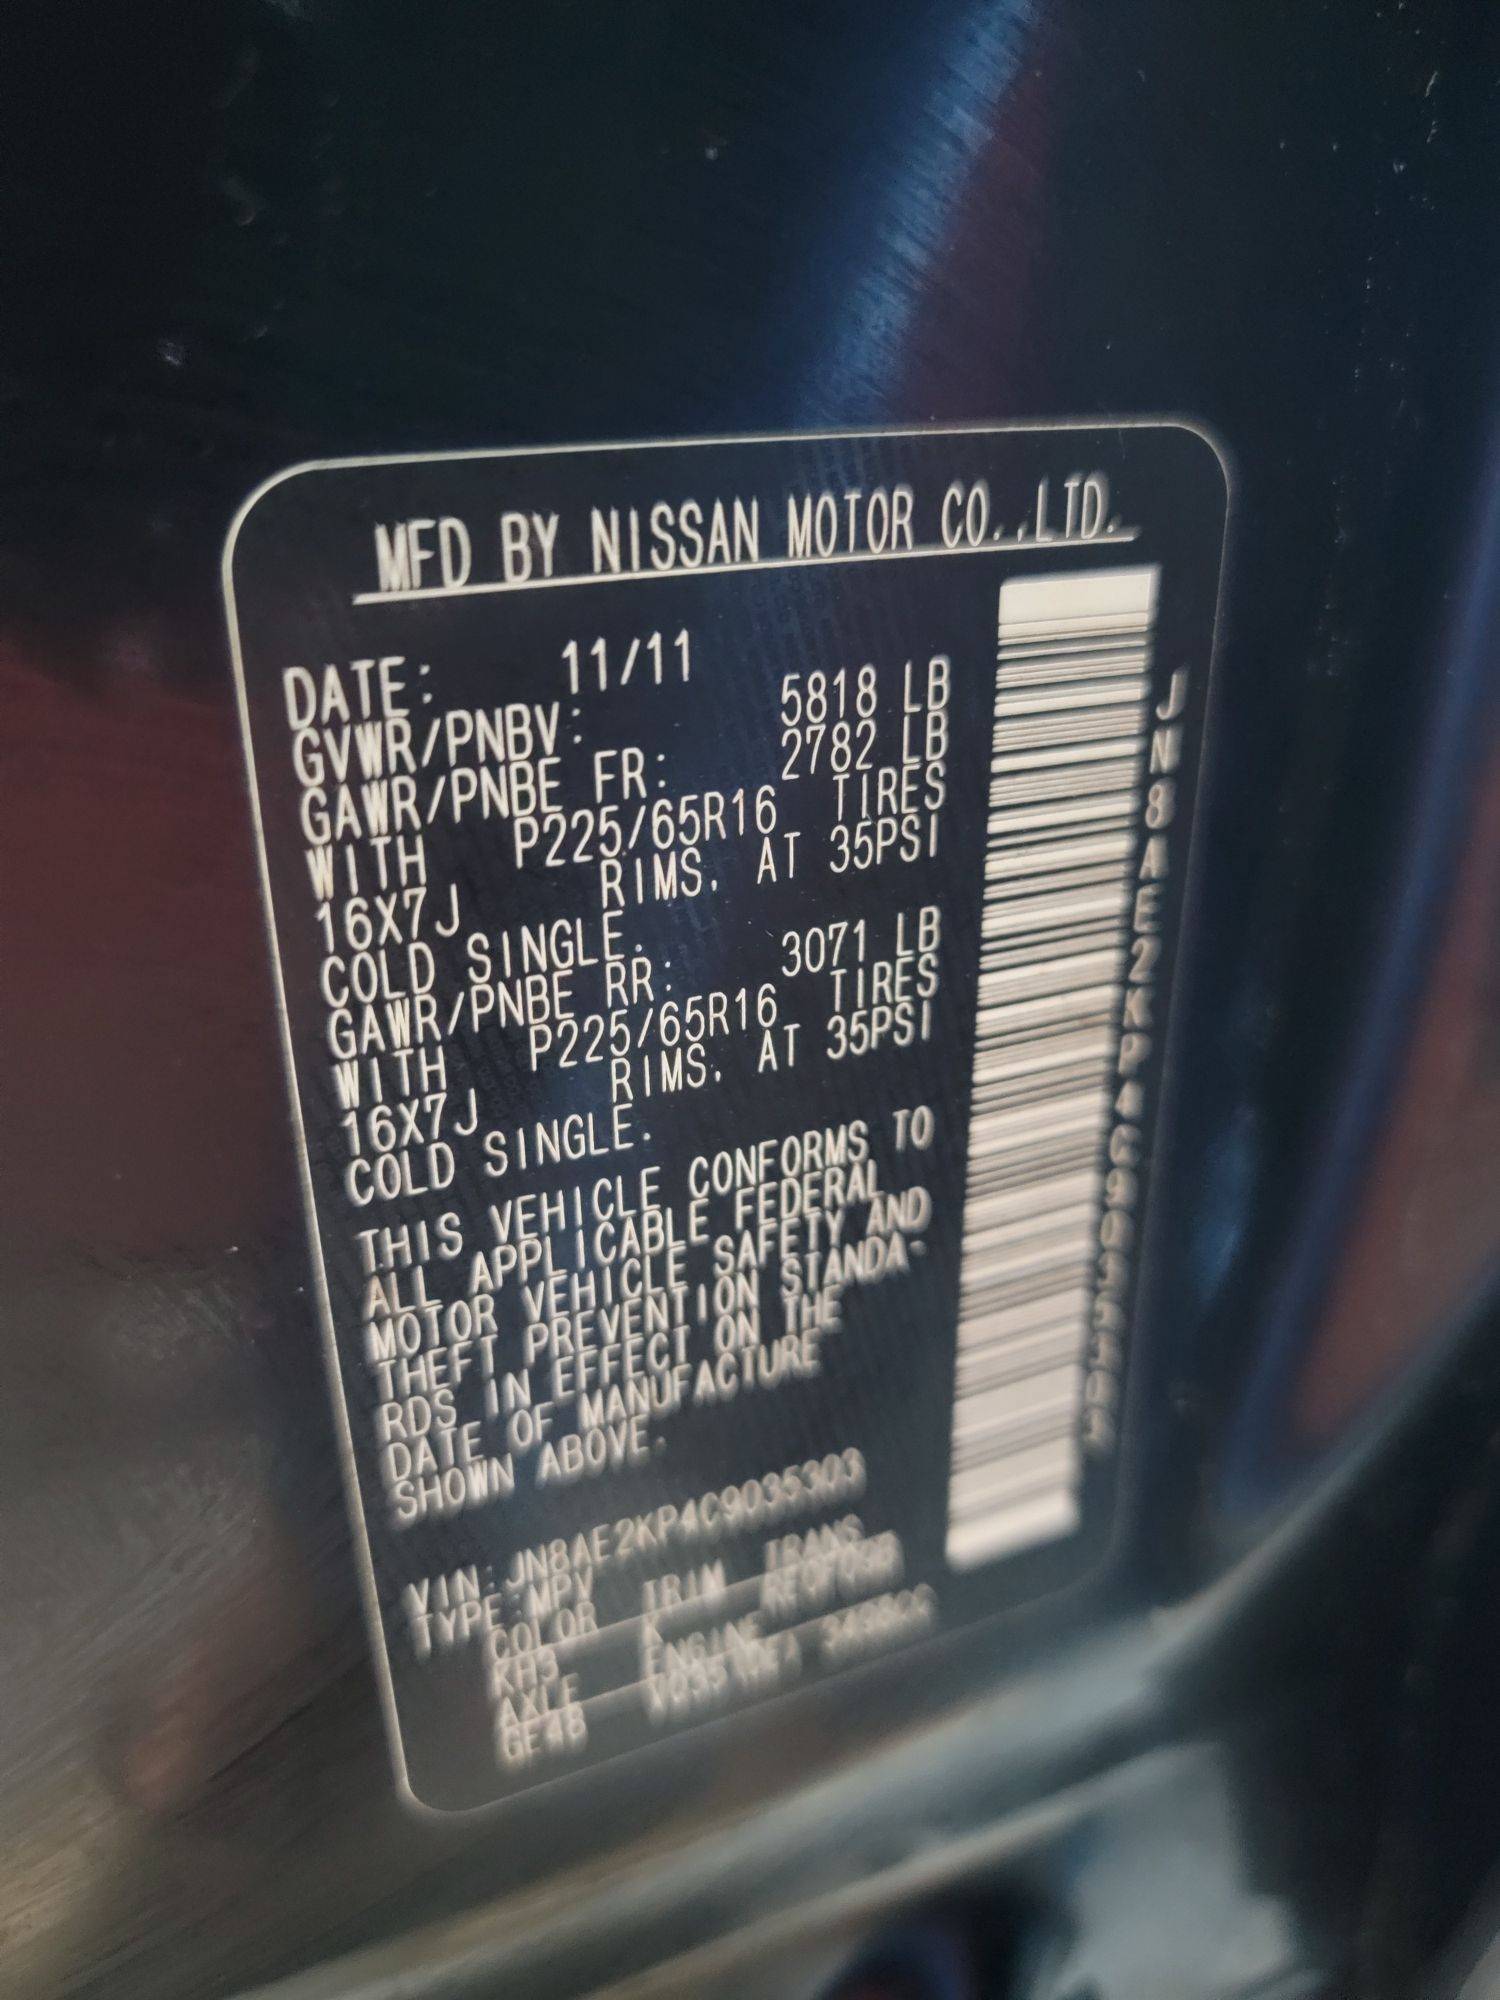 MFD BY NISSAN MOTOR CO.,LTD.
DATE: 11/11
GVWR/PNBV: 5818 LB
GAWR/PNBE FR: 2782 LB
WITH P225/65R16 TIRES
16X7J RIMS. AT 35PSI
COLD SINGLE.
GAWR/PNBE RR: 3071 LB
WITH P225/65R16 TIRES
16X7J RIMS. AT 35PSI
COLD SINGLE.
THIS VEHICLE CONFORMS TO
ALL APPLICABLE FEDERAL
MOTOR VEHICLE SAFETY AND
THEFT PREVENTION STANDA-
RDS IN EFFECT ON THE
DATE OF MANUFACTURE
SHOWN ABOVE.
VIN: JN8AE2KP4C9035303
TYPE:MPV
COLOR TRIM TRANS
KH3 K
AXLE ENGINE
GE48 3498CC
JN8AE2KP4C9035303